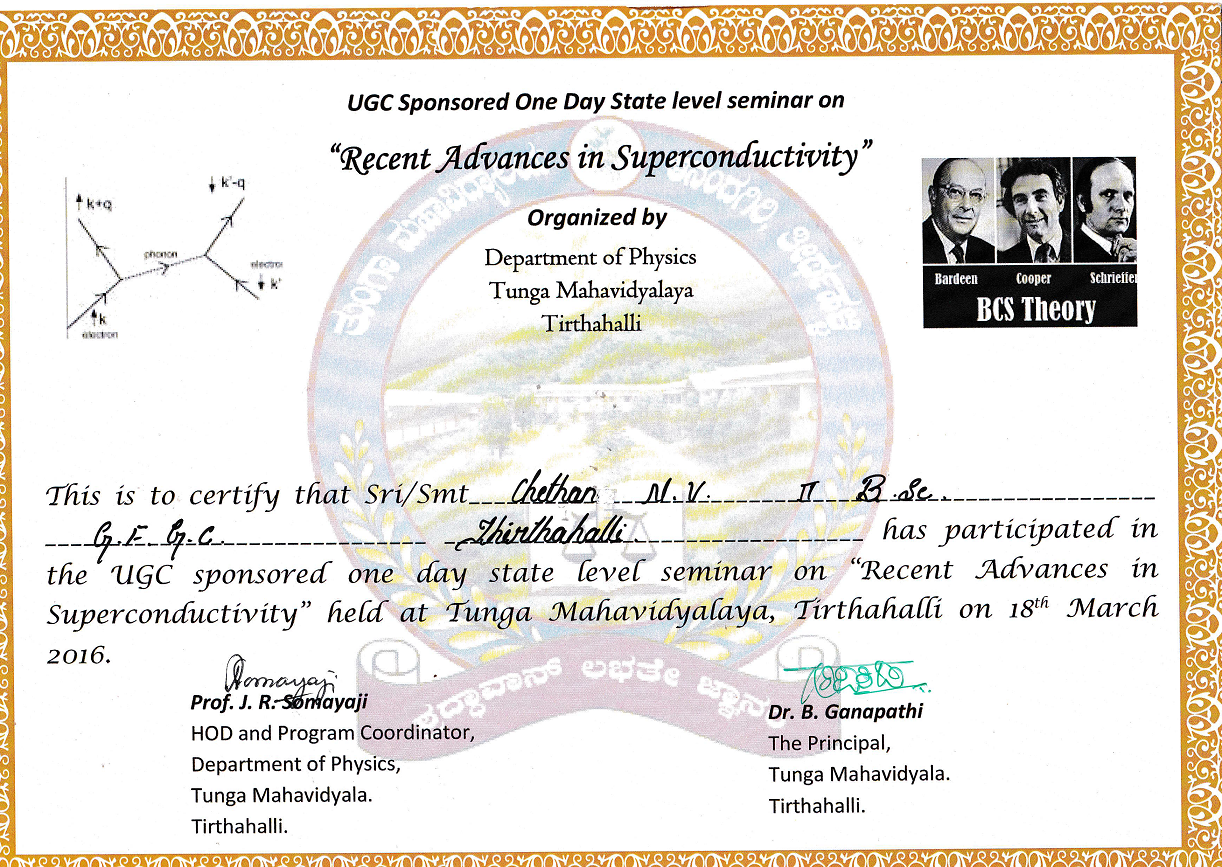 UGC Sponsored One Day State level seminar on
“Recent Advances in Superconductivity”
Organized by
Department of Physics
Tunga Mahavidyalaya
Tirthahalli
k+q
k'-q
phonon
k'
k
electron
Bardeen Cooper Schrieffer
BCS Theory
ತುಂಗಾ ಮಹಾವಿದ್ಯಾಲಯ
This is to certify that Sri/Smt Chethan N.V. II B.Sc.
G.F.G.C. Thirthahalli. has participated in
the UGC sponsored one day state level seminar on “Recent Advances in
Superconductivity” held at Tunga Mahavidyalaya, Tirthahalli on 18th March
2016.
ಶ್ರದ್ಧಾವಾನ್ ಲಭತೇ ಜ್ಞಾನಂ
Somayaji
Prof. J. R. Somayaji
HOD and Program Coordinator,
Department of Physics,
Tunga Mahavidyala.
Tirthahalli.
Dr. B. Ganapathi
The Principal,
Tunga Mahavidyala.
Tirthahalli.